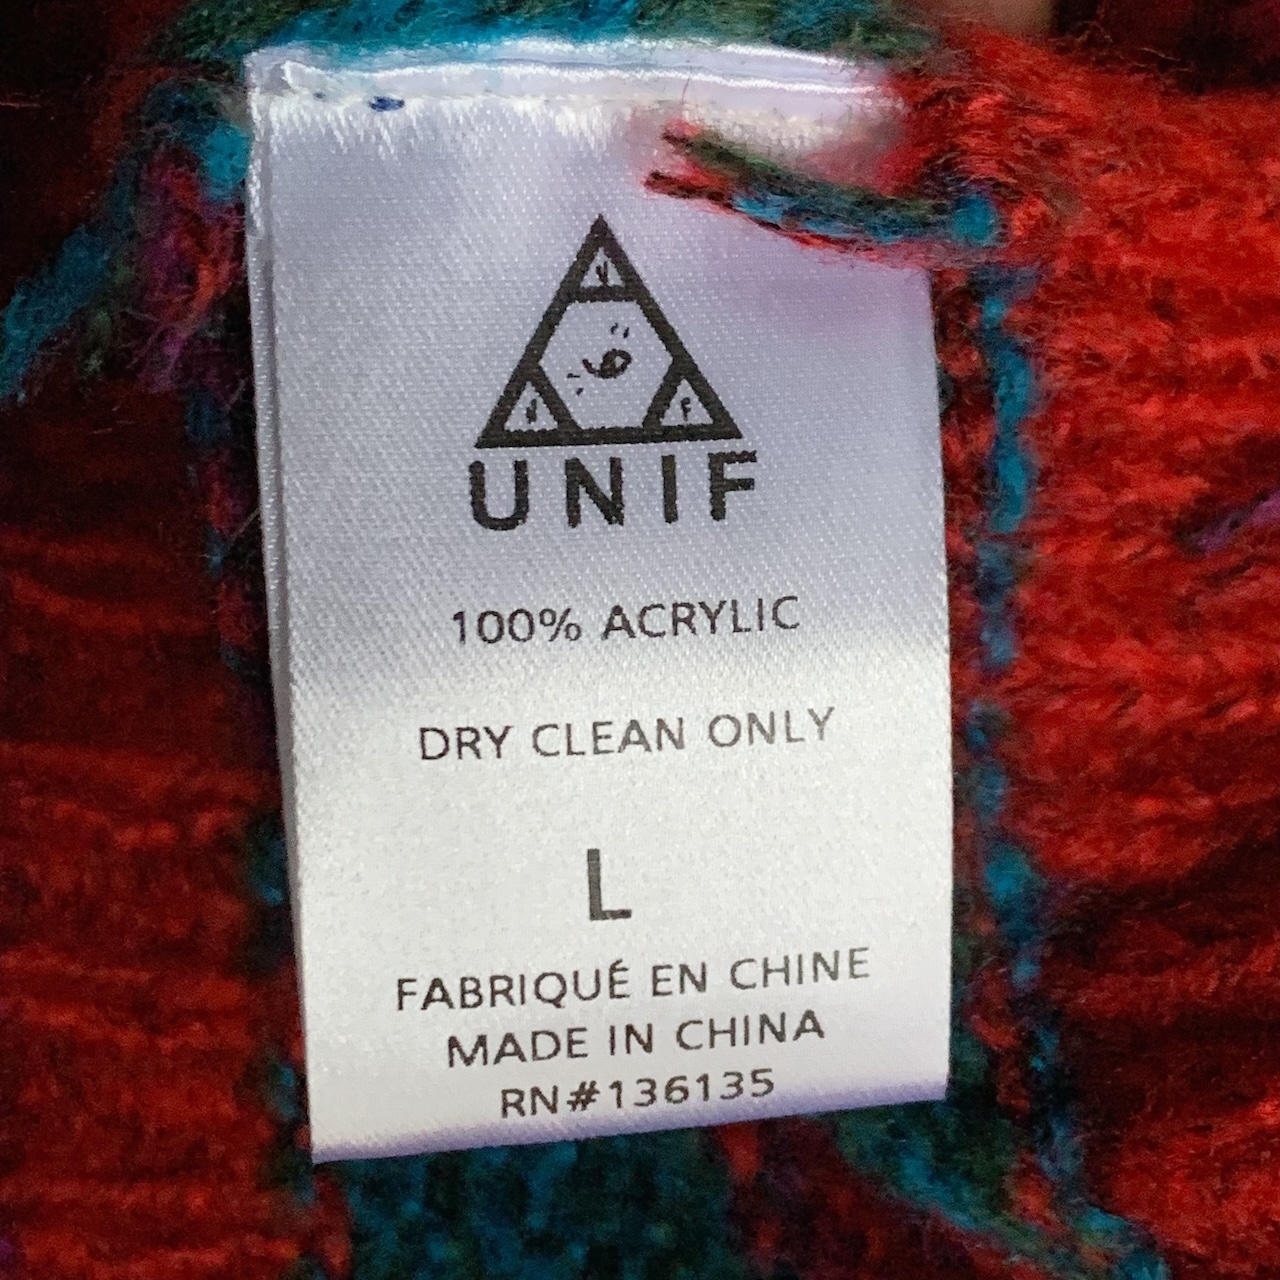 UNIF
100% ACRYLIC
DRY CLEAN ONLY
L
FABRIQUÉ EN CHINE
MADE IN CHINA
RN#136135